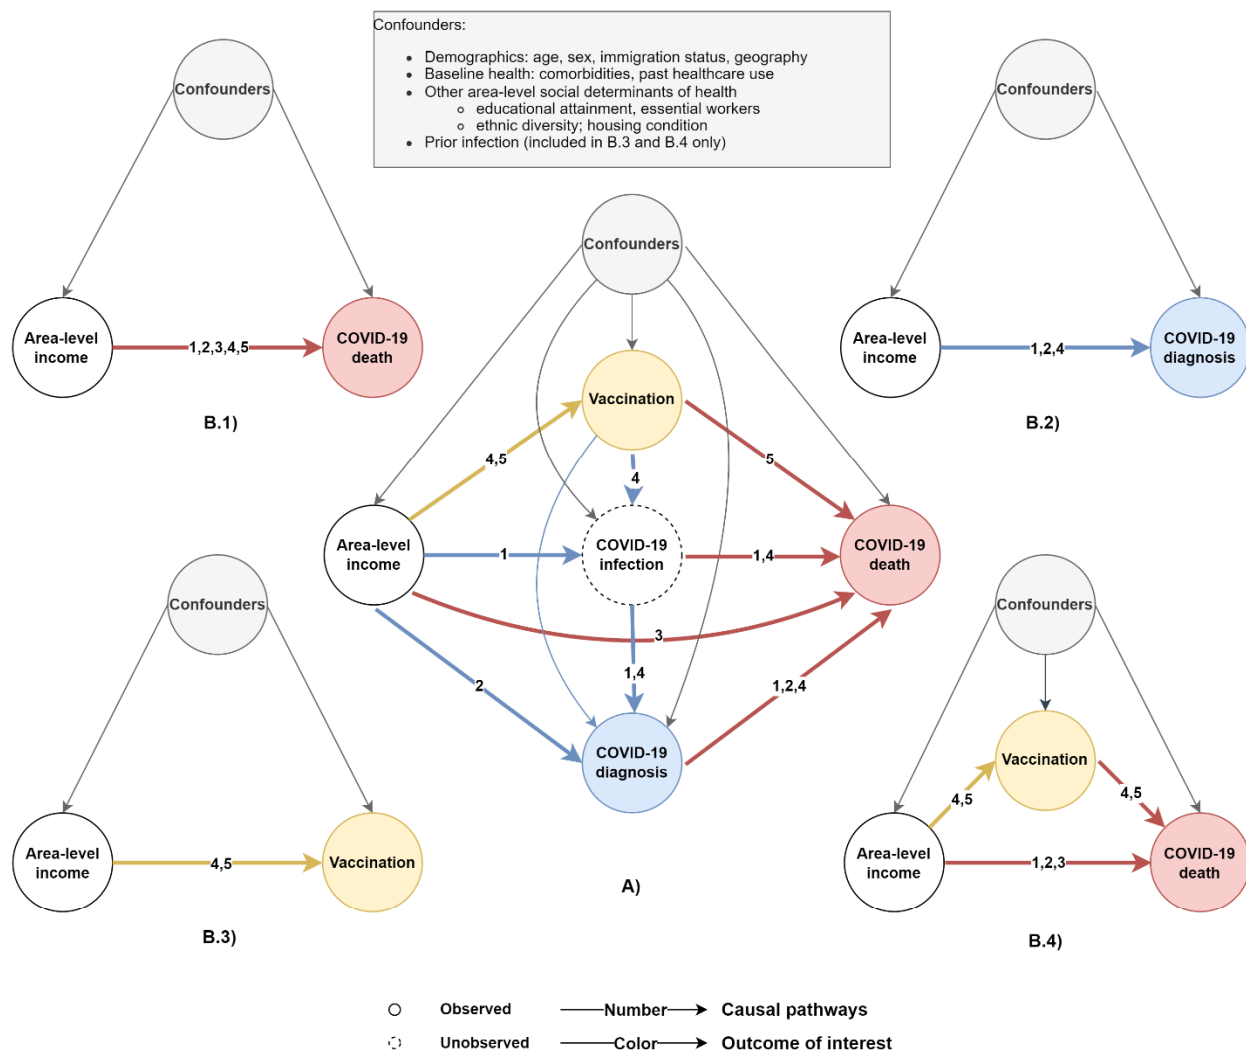 Confounders:
Demographics: age, sex, immigration status, geography
Baseline health: comorbidities, past healthcare use
Other area-level social determinants of health
educational attainment, essential workers
ethnic diversity; housing condition
Prior infection (included in B.3 and B.4 only)
Confounders
Area-level
income
1,2,3,4,5
COVID-19
death
B.1)
Confounders
Area-level
income
1,2,4
COVID-19
diagnosis
B.2)
Confounders
Vaccination
4,5
4
5
Area-level
income
1
COVID-19
infection
1,4
COVID-19
death
3
2
1,4
1,2,4
COVID-19
diagnosis
A)
Confounders
Area-level
income
4,5
Vaccination
B.3)
Confounders
Vaccination
4,5
4,5
Area-level
income
1,2,3
COVID-19
death
B.4)
Observed
Number
Causal pathways
Unobserved
Color
Outcome of interest